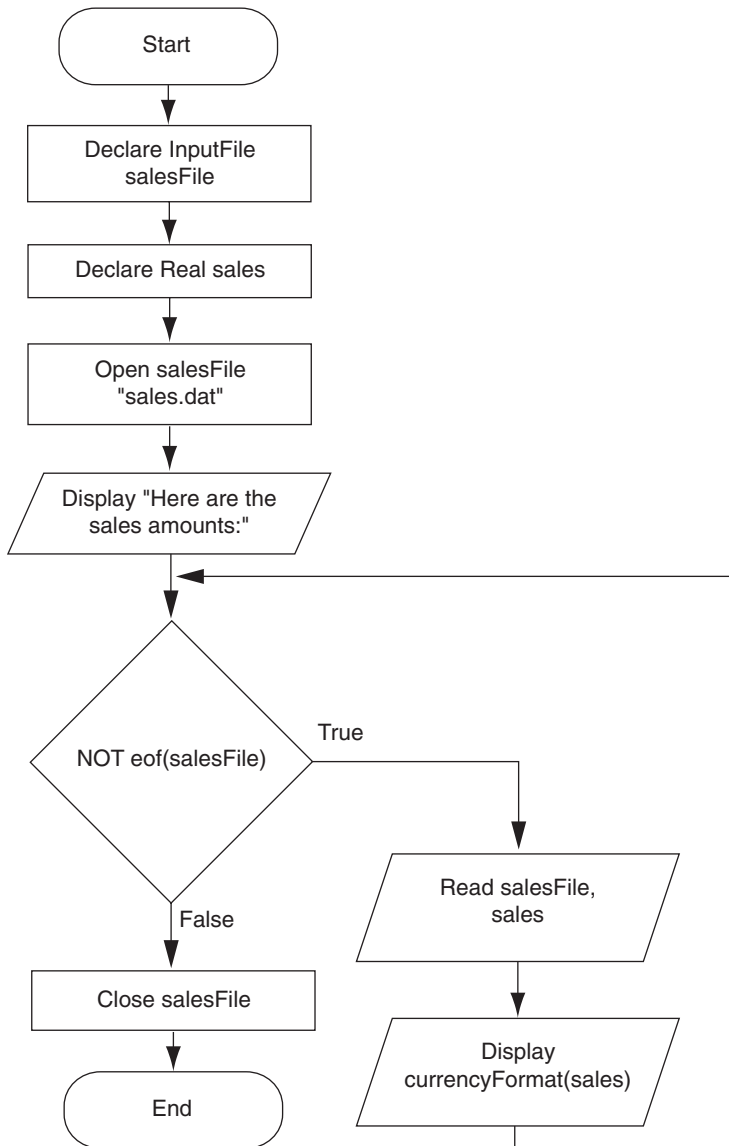 Start
Declare InputFile
salesFile
Declare Real sales
Open salesFile
"sales.dat"
Display "Here are the
sales amounts:"
NOT eof(salesFile)
True
Read salesFile,
sales
Display
currencyFormat(sales)
False
Close salesFile
End